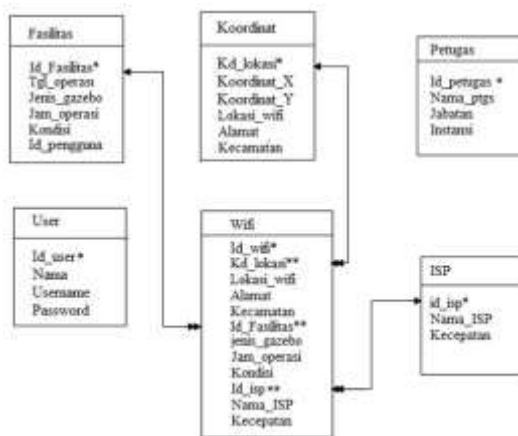 Fasilitas
Id_Fasilitas*
Tgl_operasi
Jenis_gazebo
Jam_operasi
Kondisi
Id_pengguna
Koordinat
Kd_lokasi*
Koordinat_X
Koordinat_Y
Lokasi_wifi
Alamat
Kecamatan
Petugas
Id_petugas *
Nama_ptgs
Jabatan
Instansi
User
Id_user*
Nama
Username
Password
Wifi
Id_wifi*
Kd_lokasi**
Lokasi_wifi
Alamat
Kecamatan
Id_Fasilitas**
jenis_gazebo
Jam_operasi
Kondisi
Id_isp**
Nama_ISP
Kecepatan
ISP
id_isp*
Nama_ISP
Kecepatan